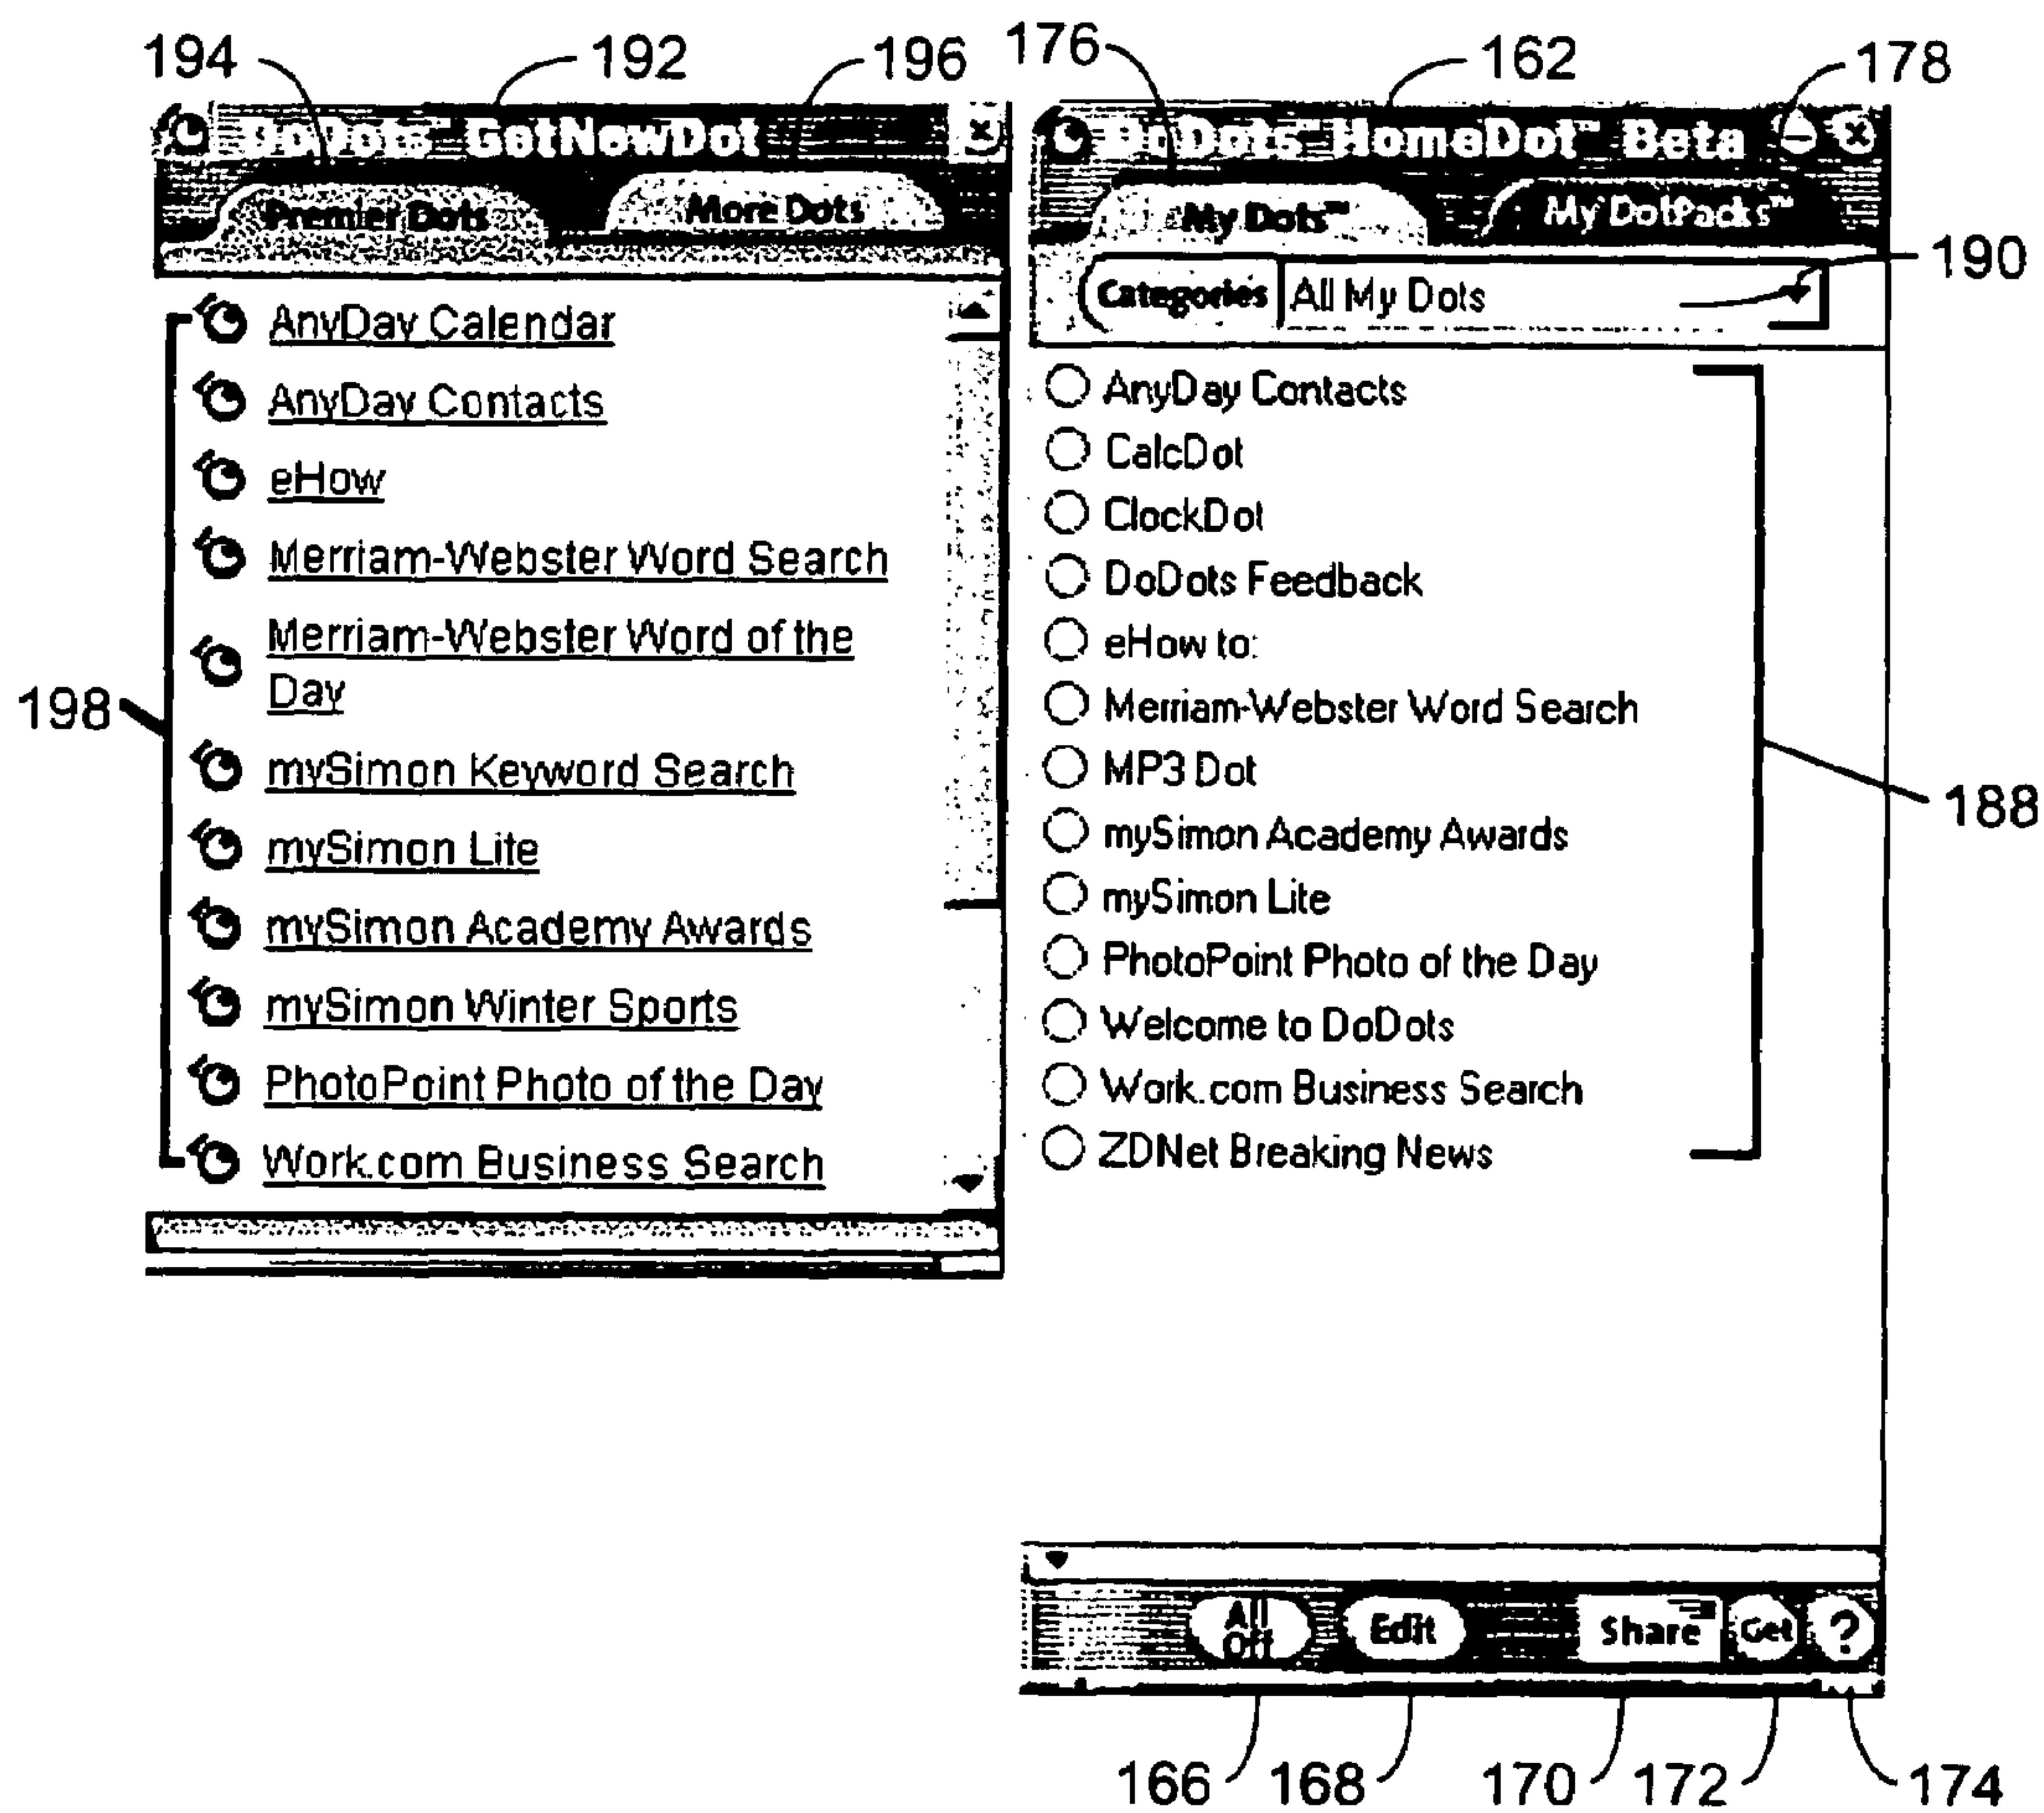 194 192 196 176 162 178
DoDots™ GetNewDot
Premier Dots More Dots
AnyDay Calendar
AnyDay Contacts
eHow
Merriam-Webster Word Search
Merriam-Webster Word of the
Day
mySimon Keyword Search
mySimon Lite
mySimon Academy Awards
mySimon Winter Sports
PhotoPoint Photo of the Day
Work.com Business Search
198
DoDots™ HomeDot™ Beta
My Dots™ My DotPacks™
190
Categories All My Dots
AnyDay Contacts
CalcDot
ClockDot
DoDots Feedback
eHow to:
Merriam-Webster Word Search
MP3 Dot
mySimon Academy Awards
mySimon Lite
PhotoPoint Photo of the Day
Welcome to DoDots
Work.com Business Search
ZDNet Breaking News
188
All
Off
Edit Share Get ?
166 168 170 172 174